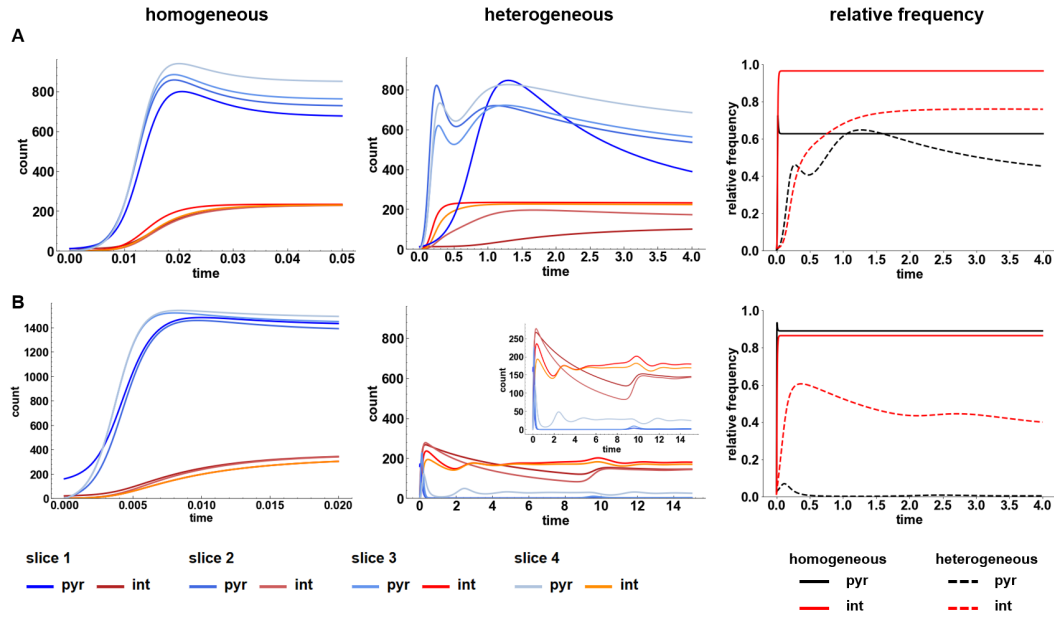 homogeneous heterogeneous relative frequency
A
count
800
600
400
200
0
0.00 0.01 0.02 0.03 0.04 0.05
time
count
800
600
400
200
0
0.0 0.5 1.0 1.5 2.0 2.5 3.0 3.5 4.0
time
relative frequency
1.0
0.8
0.6
0.4
0.2
0.0
0.0 0.5 1.0 1.5 2.0 2.5 3.0 3.5 4.0
time
B
count
1400
1200
1000
800
600
400
200
0
0.000 0.005 0.010 0.015 0.020
time
count
800
600
400
200
0
0 2 4 6 8 10 12 14
time
count
250
200
150
100
50
0
0 2 4 6 8 10 12 14
time
relative frequency
1.0
0.8
0.6
0.4
0.2
0.0
0.0 0.5 1.0 1.5 2.0 2.5 3.0 3.5 4.0
time
slice 1 slice 2 slice 3 slice 4
pyr int pyr int pyr int pyr int
homogeneous heterogeneous
pyr pyr
int int